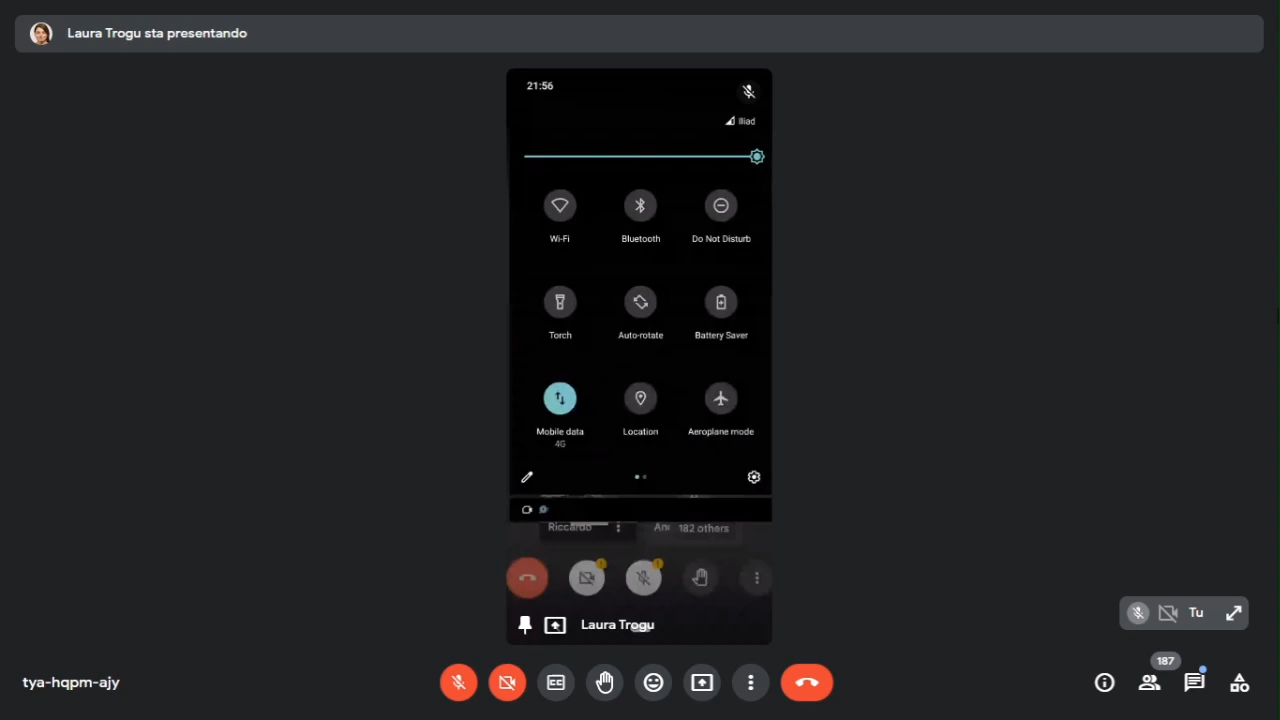 Laura Trogu sta presentando
21:56
Iliad
Wi-Fi
Bluetooth
Do Not Disturb
Torch
Auto-rotate
Battery Saver
Mobile data
4G
Location
Aeroplane mode
Riccardo
182 others
Laura Trogu
Tu
tya-hqpm-ajy
CC
187